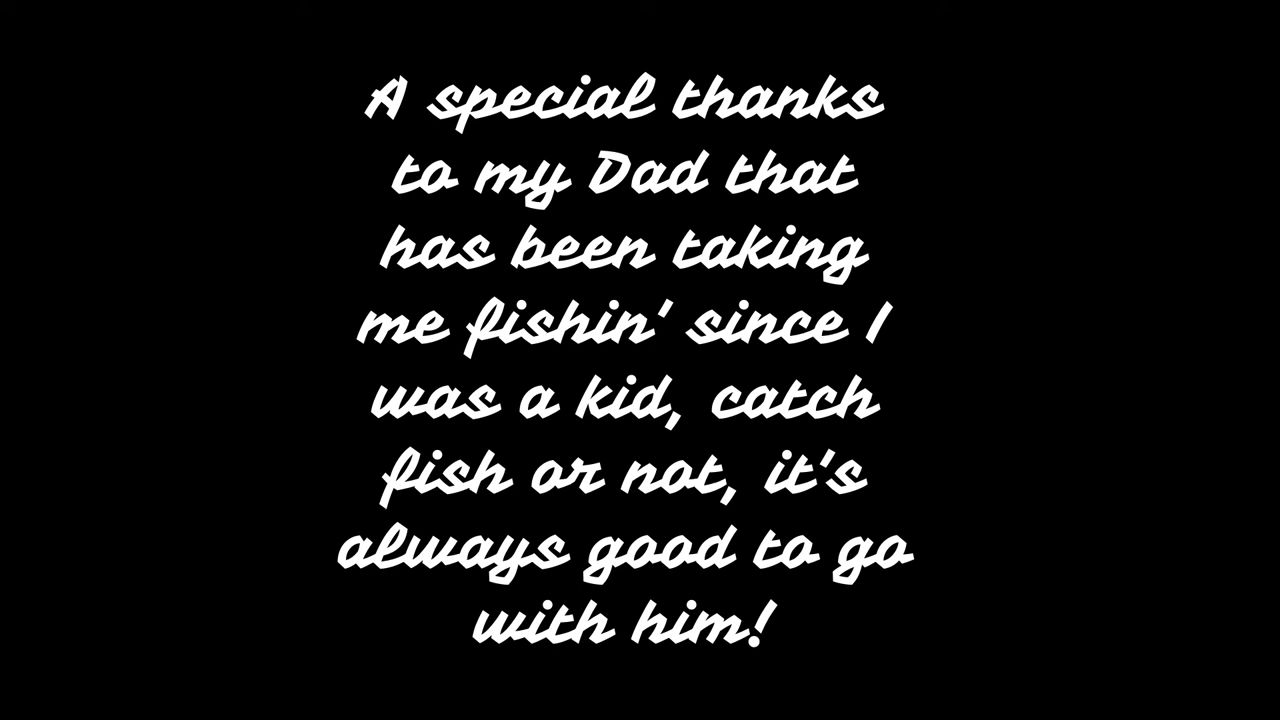 A special thanks
to my Dad that
has been taking
me fishin' since I
was a kid, catch
fish or not, it's
always good to go
with him!